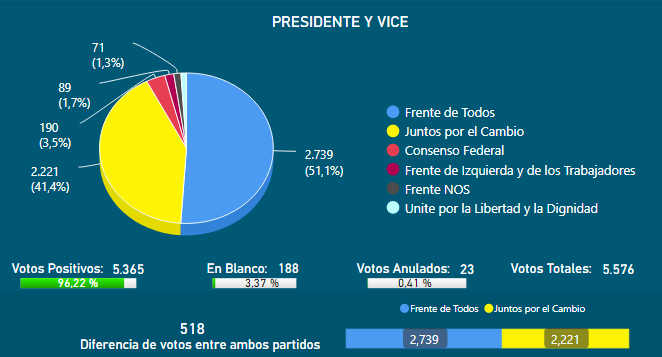 PRESIDENTE Y VICE
71
(1,3%)
89
(1,7%)
190
(3,5%)
2.221
(41,4%)
2.739
(51,1%)
Frente de Todos
Juntos por el Cambio
Consenso Federal
Frente de Izquierda y de los Trabajadores
Frente NOS
Unite por la Libertad y la Dignidad
Votos Positivos: 5.365
96,22 %
En Blanco: 188
3,37 %
Votos Anulados: 23
0,41 %
Votos Totales: 5.576
Frente de Todos Juntos por el Cambio
518
Diferencia de votos entre ambos partidos
2,739 2,221